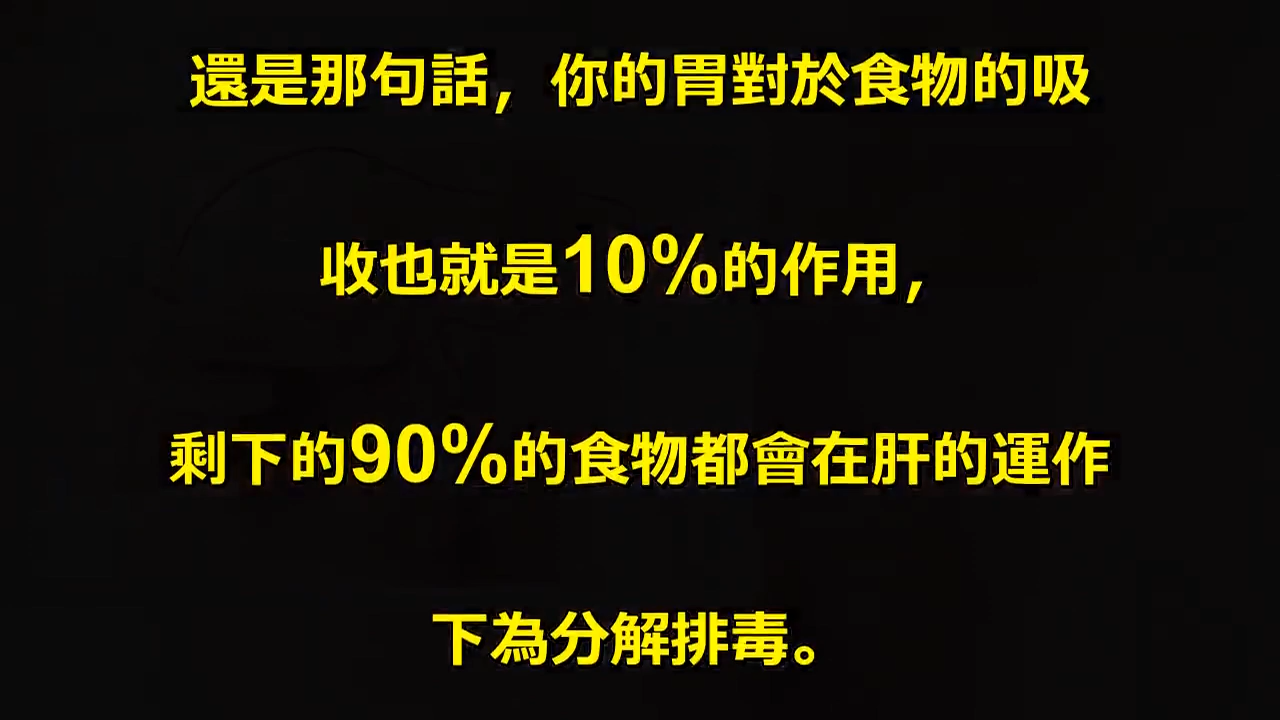 還是那句話，你的胃對於食物的吸
收也就是10%的作用，
剩下的90%的食物都會在肝的運作
下為分解排毒。